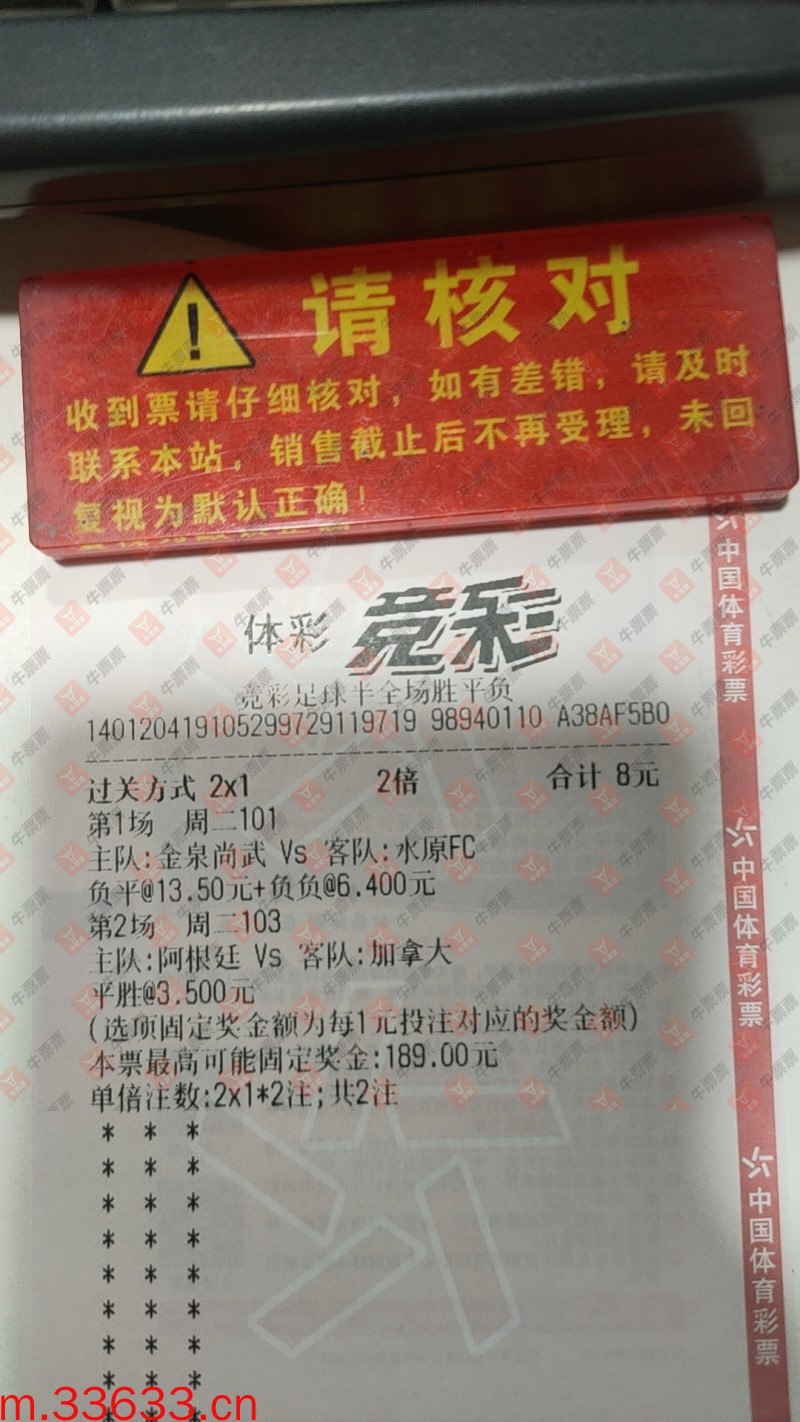 请核对
收到票请仔细核对，如有差错，请及时
联系本站，销售截止后不再受理，未回
复视为默认正确！
体彩 竞彩
竞彩足球半全场胜平负
140120419105299729119719 98940110 A38AF5B0
过关方式 2x1 2倍 合计 8元
第1场 周二101
主队:金泉尚武 Vs 客队:水原FC
负平@13.50元+负负@6.400元
第2场 周二103
主队:阿根廷 Vs 客队:加拿大
平胜@3.500元
(选项固定奖金额为每1元投注对应的奖金额)
本票最高可能固定奖金:189.00元
单倍注数:2x1*2注;共2注
* * *
* * *
* * *
* * *
* * *
* * *
* * *
* * *
* * *
中国体育彩票
中国体育彩票
中国体育彩票
牛票票
m.33633.cn